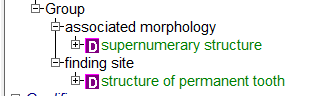 Group
associated morphology
D supernumerary structure
finding site
D structure of permanent tooth